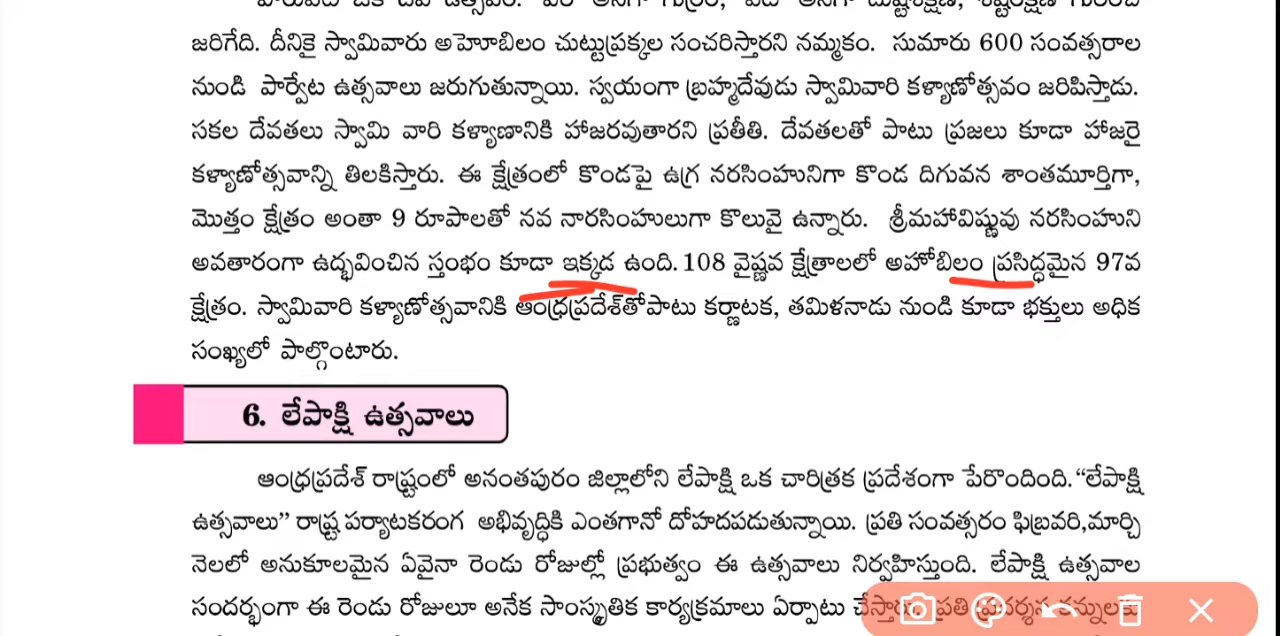 జరిగేది. దీనికై స్వామివారు అహెూబిలం చుట్టుప్రక్కల సంచరిస్తారని నమ్మకం. సుమారు 600 సంవత్సరాల
నుండి పార్వేట ఉత్సవాలు జరుగుతున్నాయి. స్వయంగా బ్రహ్మదేవుడు స్వామివారి కళ్యాణోత్సవం జరిపిస్తాడు.
సకల దేవతలు స్వామి వారి కళ్యాణానికి హాజరవుతారని ప్రతీతి. దేవతలతో పాటు ప్రజలు కూడా హాజరై
కళ్యాణోత్సవాన్ని తిలకిస్తారు. ఈ క్షేత్రంలో కొండపై ఉగ్ర నరసింహునిగా కొండ దిగువన శాంతమూర్తిగా,
మొత్తం క్షేత్రం అంతా 9 రూపాలతో నవ నారసింహులుగా కొలువై ఉన్నారు. శ్రీమహావిష్ణువు నరసింహుని
అవతారంగా ఉద్భవించిన స్తంభం కూడా ఇక్కడ ఉంది. 108 వైష్ణవ క్షేత్రాలలో అహోబిలం ప్రసిద్ధమైన 97వ
క్షేత్రం. స్వామివారి కళ్యాణోత్సవానికి ఆంధ్రప్రదేశ్‌తోపాటు కర్ణాటక, తమిళనాడు నుండి కూడా భక్తులు అధిక
సంఖ్యలో పాల్గొంటారు.
6. లేపాక్షి ఉత్సవాలు
ఆంధ్రప్రదేశ్ రాష్ట్రంలో అనంతపురం జిల్లాలోని లేపాక్షి ఒక చారిత్రక ప్రదేశంగా పేరొందింది. “లేపాక్షి
ఉత్సవాలు” రాష్ట్ర పర్యాటకరంగ అభివృద్ధికి ఎంతగానో దోహదపడుతున్నాయి. ప్రతి సంవత్సరం ఫిబ్రవరి,మార్చి
నెలలో అనుకూలమైన ఏవైనా రెండు రోజుల్లో ప్రభుత్వం ఈ ఉత్సవాలు నిర్వహిస్తుంది. లేపాక్షి ఉత్సవాల
సందర్భంగా ఈ రెండు రోజులూ అనేక సాంస్కృతిక కార్యక్రమాలు ఏర్పాటు చేస్తారు. ప్రతి